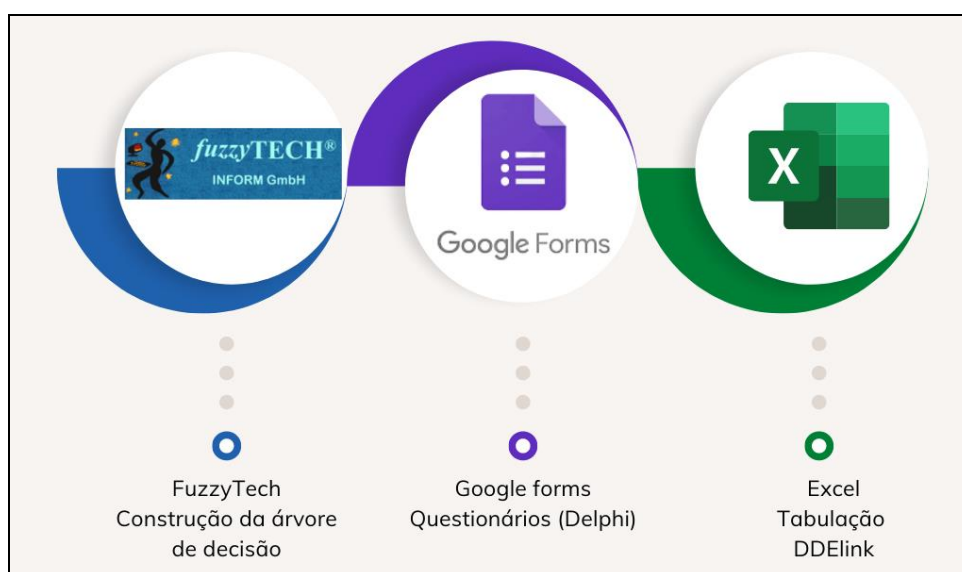 fuzzyTECH®
INFORM GmbH
Google Forms
X
FuzzyTech
Construção da árvore
de decisão
Google forms
Questionários (Delphi)
Excel
Tabulação
DDElink